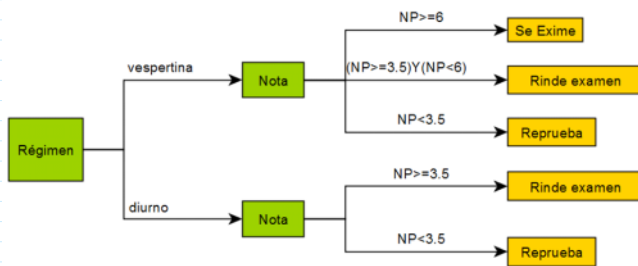 NP>=6
Se Exime
vespertina
(NP>=3.5)Y(NP<6)
Nota
Rinde examen
NP<3.5
Reprueba
Régimen
NP>=3.5
Rinde examen
diurno
Nota
NP<3.5
Reprueba